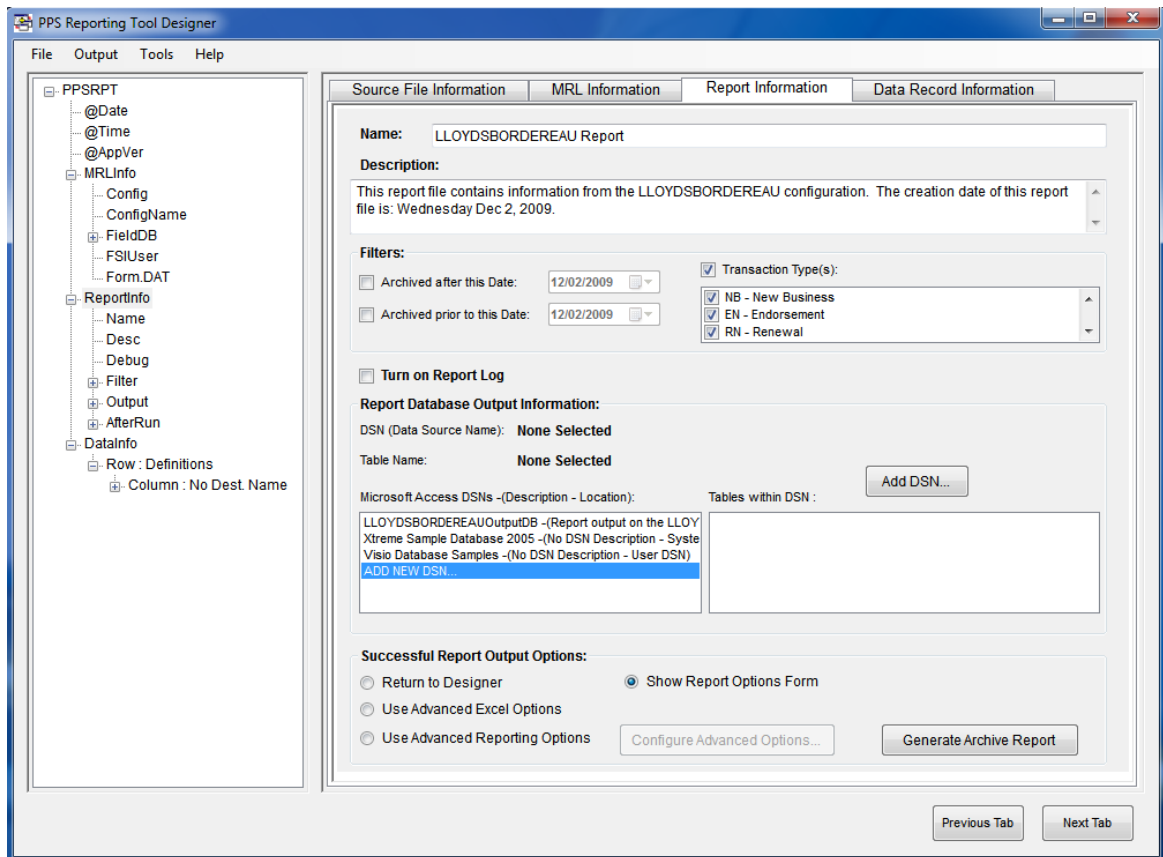 PPS Reporting Tool Designer
File Output Tools Help
PPSRPT
@Date
@Time
@AppVer
MRLInfo
Config
ConfigName
FieldDB
FSIUser
Form.DAT
ReportInfo
Name
Desc
Debug
Filter
Output
AfterRun
DataInfo
Row : Definitions
Column : No Dest. Name
Source File Information MRL Information Report Information Data Record Information
Name: LLOYDSBORDEREAU Report
Description:
This report file contains information from the LLOYDSBORDEREAU configuration. The creation date of this report
file is: Wednesday Dec 2, 2009.
Filters:
Archived after this Date: 12/02/2009
Archived prior to this Date: 12/02/2009
Transaction Type(s):
NB - New Business
EN - Endorsement
RN - Renewal
Turn on Report Log
Report Database Output Information:
DSN (Data Source Name): None Selected
Table Name: None Selected
Add DSN...
Microsoft Access DSNs -(Description - Location):
LLOYDSBORDEREAUOutputDB -(Report output on the LLOY
Xtreme Sample Database 2005 -(No DSN Description - Syste
Visio Database Samples -(No DSN Description - User DSN)
ADD NEW DSN...
Tables within DSN :
Successful Report Output Options:
Return to Designer
Show Report Options Form
Use Advanced Excel Options
Use Advanced Reporting Options
Configure Advanced Options...
Generate Archive Report
Previous Tab Next Tab